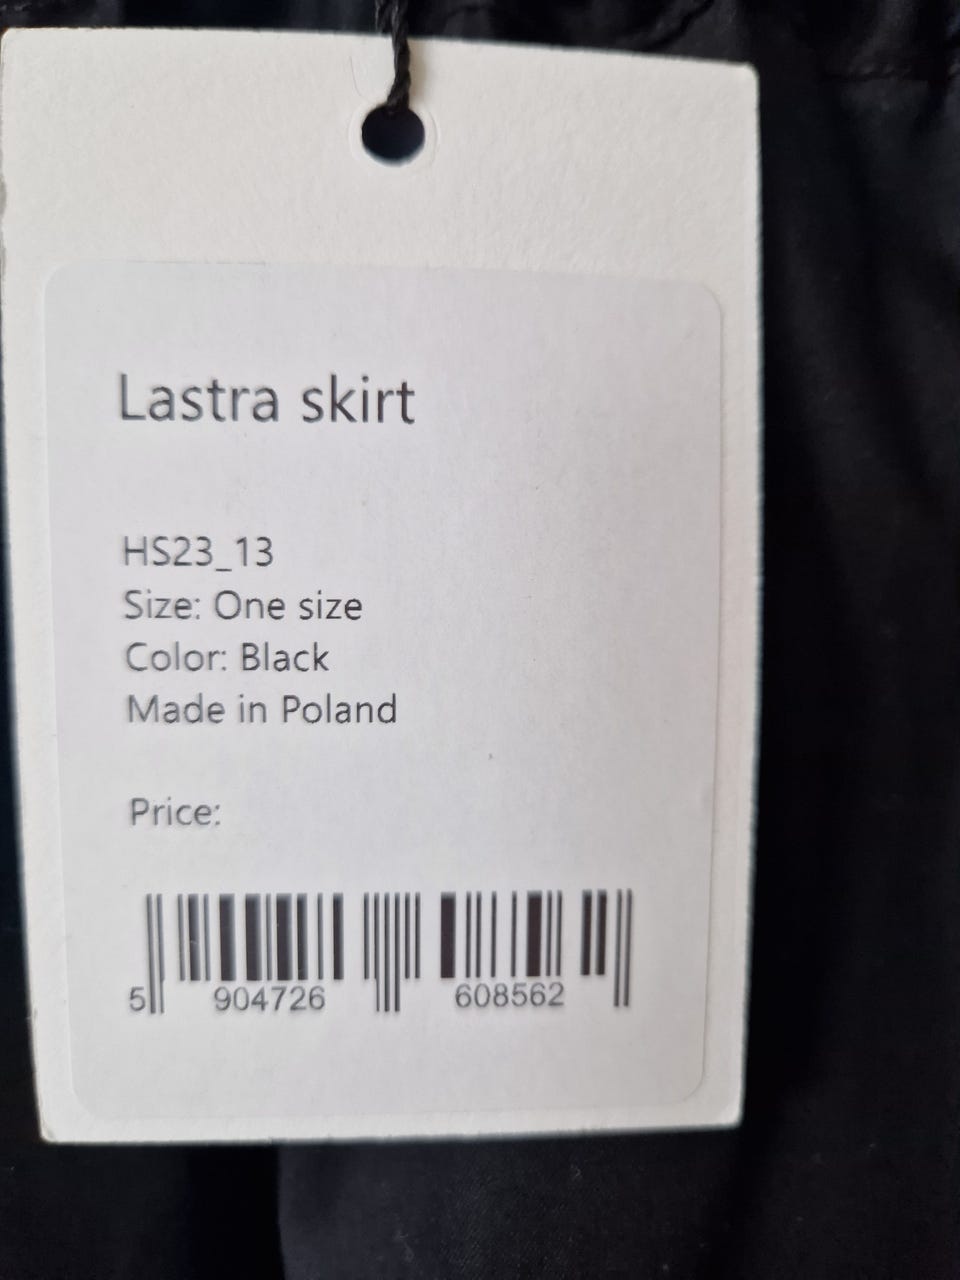 Lastra skirt
HS23_13
Size: One size
Color: Black
Made in Poland
Price:
5 904726 608562